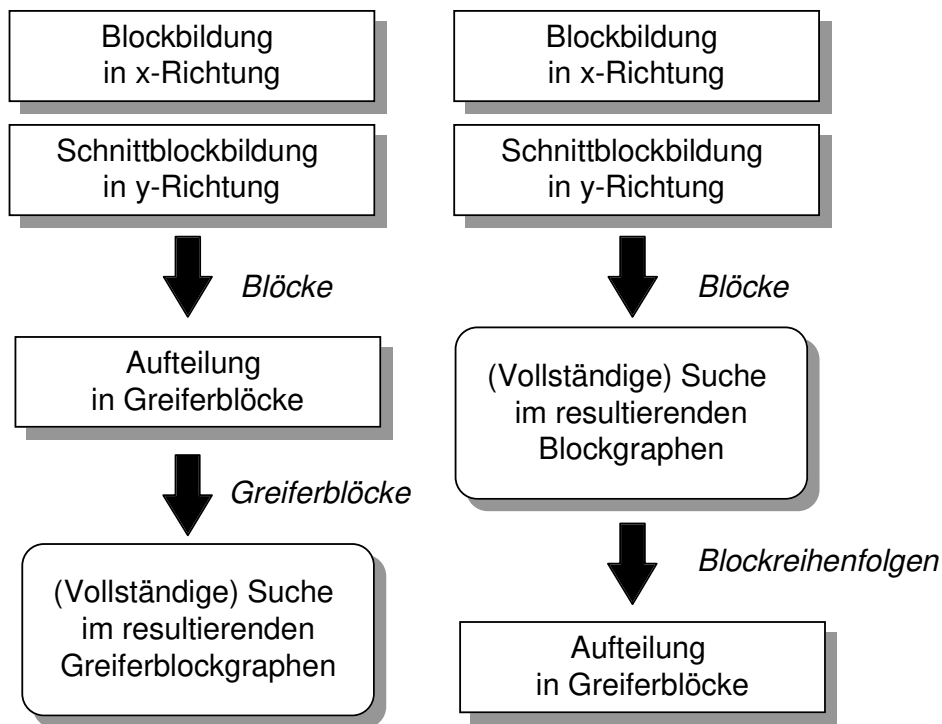 Blockbildung
in x-Richtung
Schnittblockbildung
in y-Richtung
Blöcke
Aufteilung
in Greiferblöcke
Greiferblöcke
(Vollständige) Suche
im resultierenden
Greiferblockgraphen
Blockbildung
in x-Richtung
Schnittblockbildung
in y-Richtung
Blöcke
(Vollständige) Suche
im resultierenden
Blockgraphen
Blockreihenfolgen
Aufteilung
in Greiferblöcke